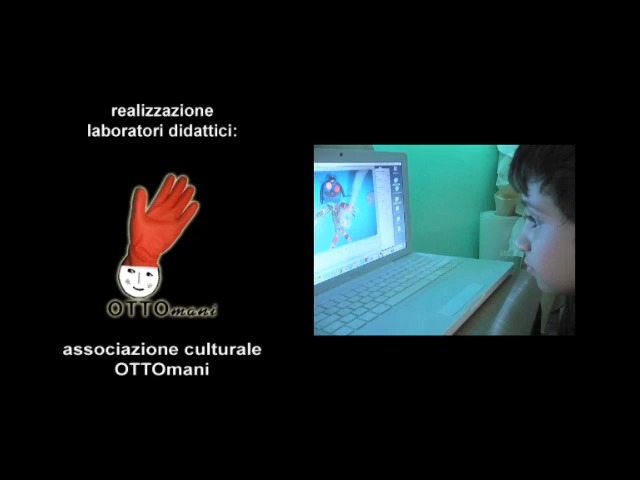 realizzazione
laboratori didattici:
OTTOmani
associazione culturale
OTTOmani